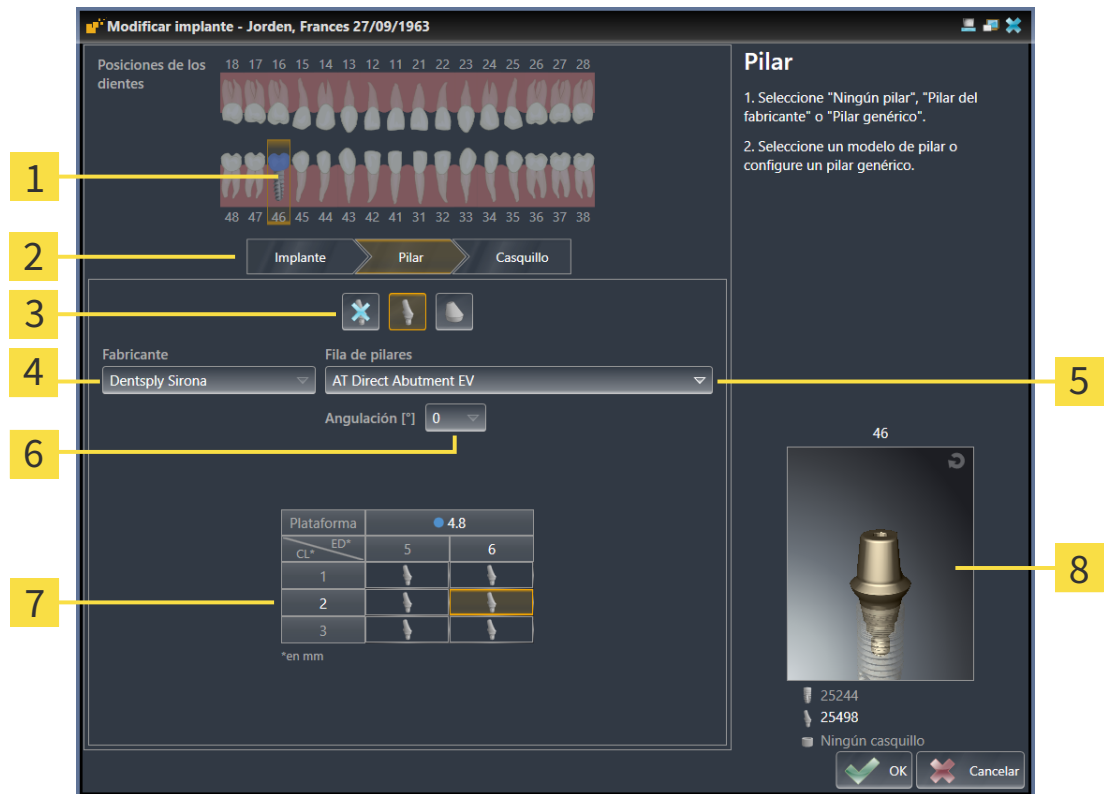 Modificar implante - Jorden, Frances 27/09/1963
Posiciones de los
dientes
18 17 16 15 14 13 12 11 21 22 23 24 25 26 27 28
1
48 47 46 45 44 43 42 41 31 32 33 34 35 36 37 38
2
Implante Pilar Casquillo
3
Fabricante Fila de pilares
4
Dentsply Sirona AT Direct Abutment EV
5
Angulación [°] 0
6
Plataforma 4.8
CL* ED* 5 6
1
2
3
7
*en mm
Pilar
1. Seleccione "Ningún pilar", "Pilar del
fabricante" o "Pilar genérico".
2. Seleccione un modelo de pilar o
configure un pilar genérico.
46
8
25244
25498
Ningún casquillo
OK Cancelar